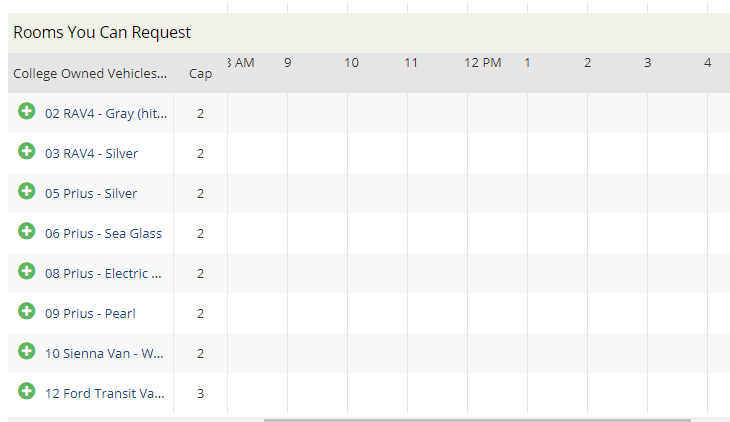 Rooms You Can Request
College Owned Vehicles... Cap 8 AM 9 10 11 12 PM 1 2 3 4
02 RAV4 - Gray (hit... 2
03 RAV4 - Silver 2
05 Prius - Silver 2
06 Prius - Sea Glass 2
08 Prius - Electric ... 2
09 Prius - Pearl 2
10 Sienna Van - W... 2
12 Ford Transit Va... 3